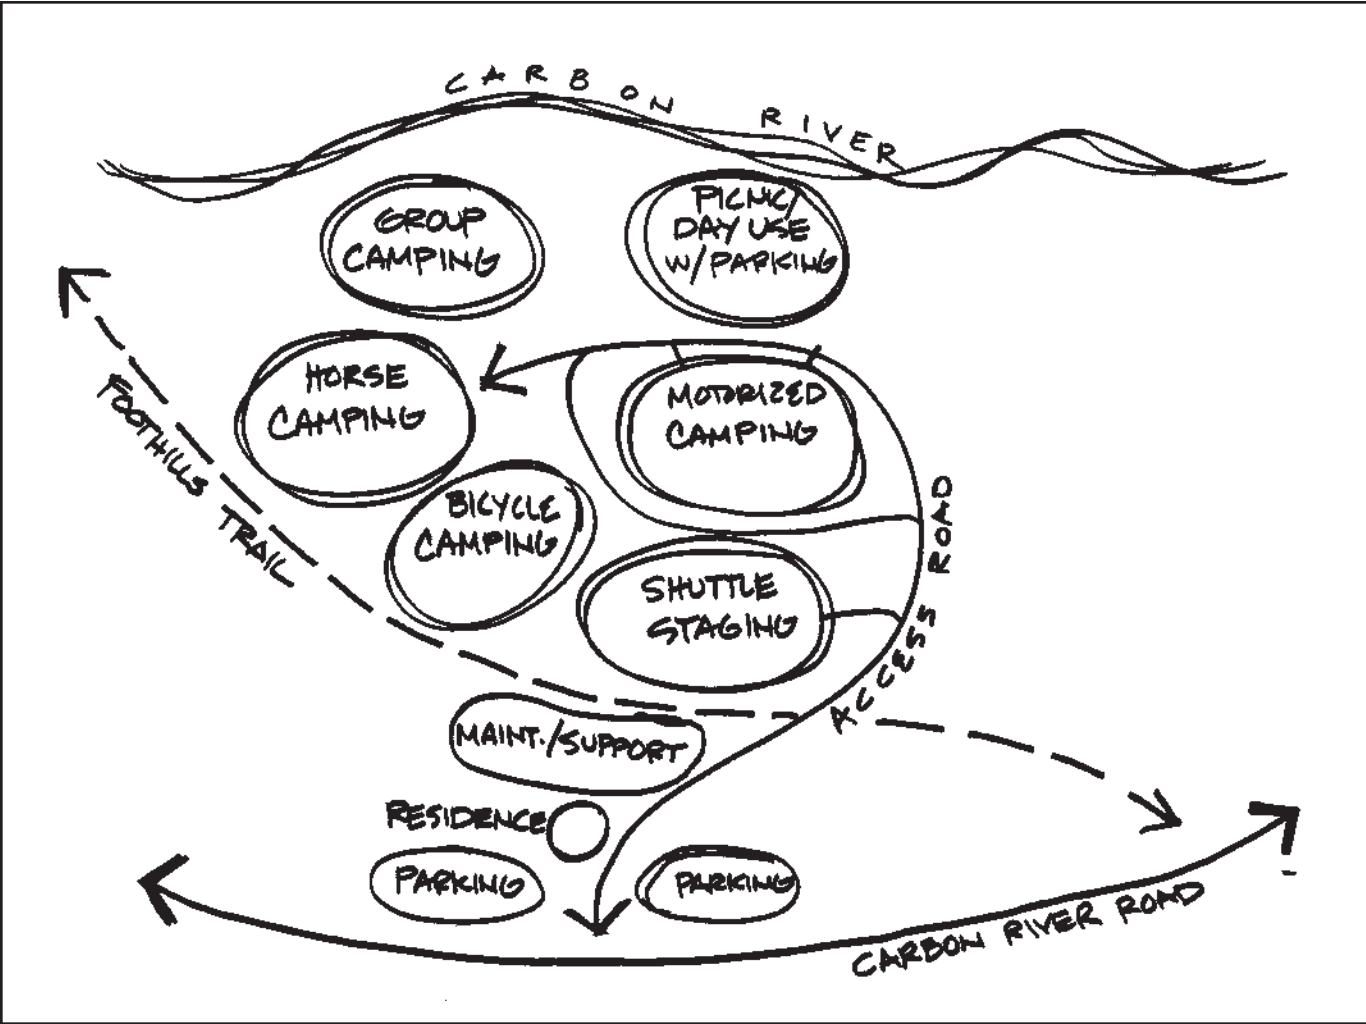 CARBON RIVER
GROUP
CAMPING
PICNIC/
DAY USE
W/PARKING
HORSE
CAMPING
MOTORIZED
CAMPING
FOOTHILLS TRAIL
BICYCLE
CAMPING
SHUTTLE
STAGING
ACCESS ROAD
MAINT./SUPPORT
RESIDENCE
PARKING
PARKING
CARBON RIVER ROAD